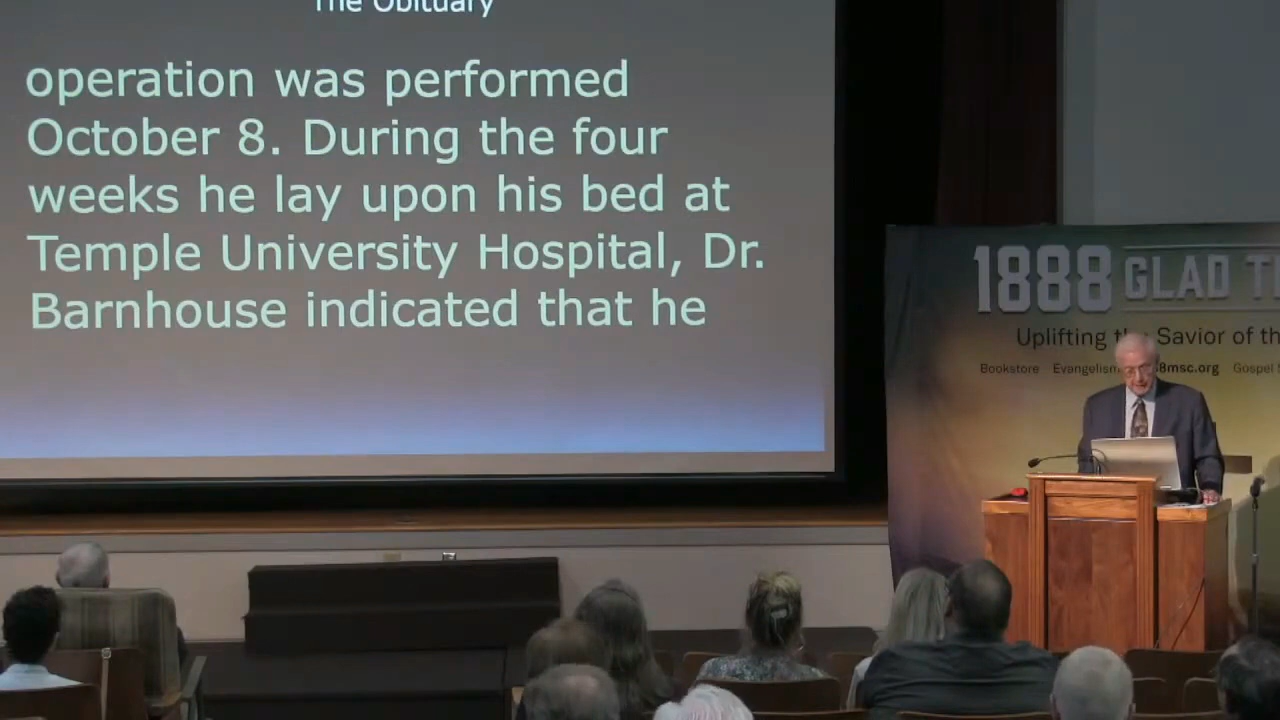 The Obituary
operation was performed
October 8. During the four
weeks he lay upon his bed at
Temple University Hospital, Dr.
Barnhouse indicated that he
1888 GLAD T
Uplifting the Savior of th
Bookstore Evangelism 8msc.org Gospel